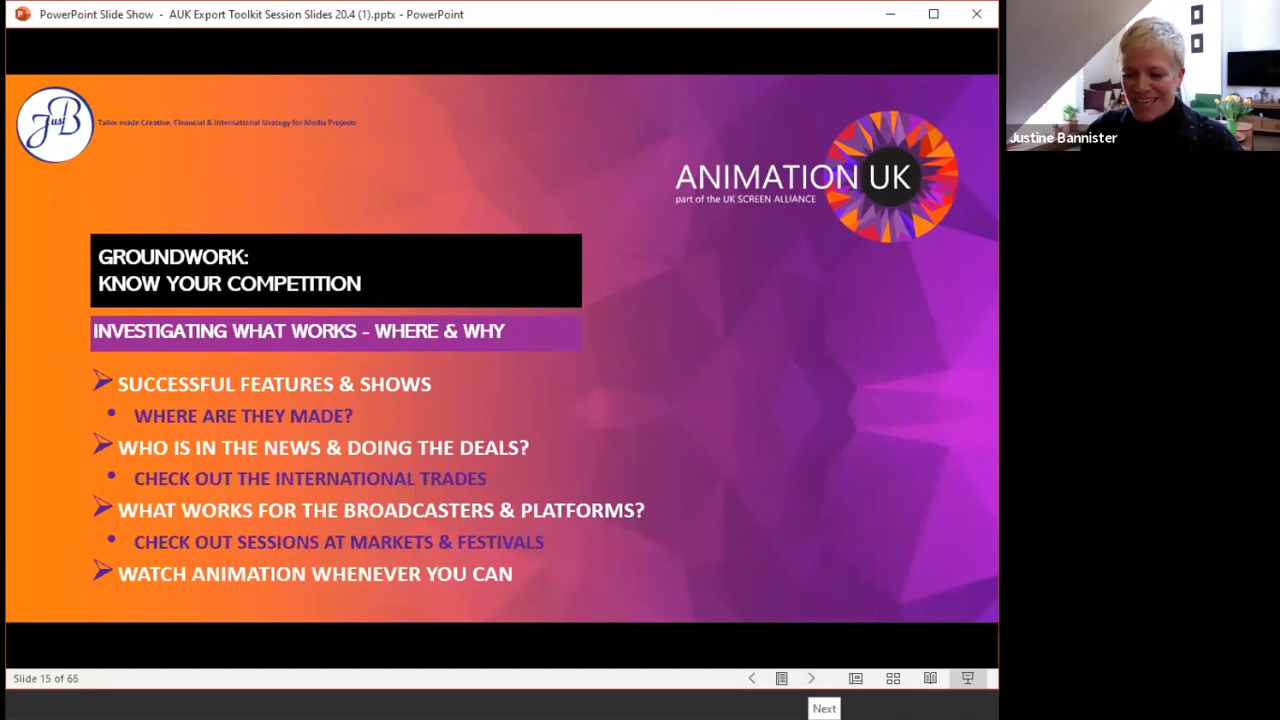 PowerPoint Slide Show - AUK Export Toolkit Session Slides 20.4 (1).pptx - PowerPoint
Just B
Tailor made Creative, Financial & International Strategy for Media Projects
ANIMATION UK
part of the UK SCREEN ALLIANCE
Justine Bannister
GROUNDWORK:
KNOW YOUR COMPETITION
INVESTIGATING WHAT WORKS - WHERE & WHY
SUCCESSFUL FEATURES & SHOWS
WHERE ARE THEY MADE?
WHO IS IN THE NEWS & DOING THE DEALS?
CHECK OUT THE INTERNATIONAL TRADES
WHAT WORKS FOR THE BROADCASTERS & PLATFORMS?
CHECK OUT SESSIONS AT MARKETS & FESTIVALS
WATCH ANIMATION WHENEVER YOU CAN
Slide 15 of 68
Next